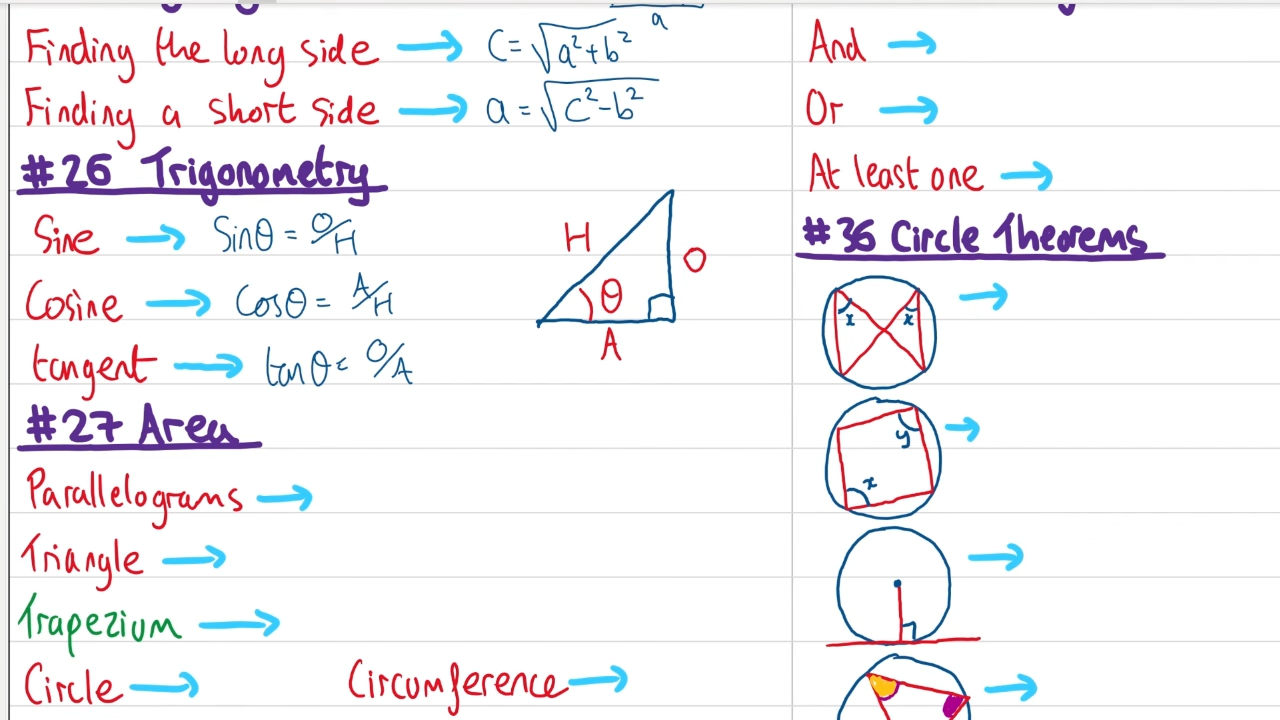 a
Finding the long side → C=√a²+b²
Finding a short side → a=√c²-b²
#26 Trigonometry
Sine → Sinθ = O/H
Cosine → Cosθ = A/H
tangent → tanθ = O/A
H
O
θ
A
#27 Area
Parallelograms →
Triangle →
Trapezium →
Circle → Circumference →
And →
Or →
At least one →
#36 Circle Theorems
x x →
y →
x
→
→